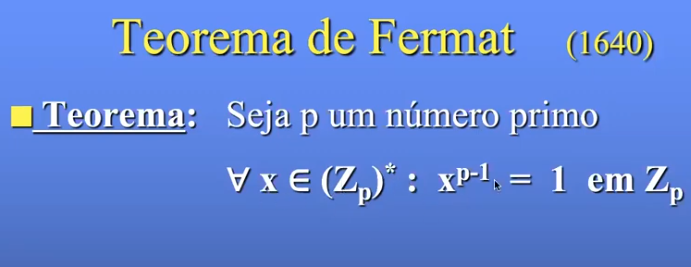 Teorema de Fermat (1640)
Teorema: Seja p um número primo
∀ x ∈ (Zₚ)* : xᵖ⁻¹ = 1 em Zₚ